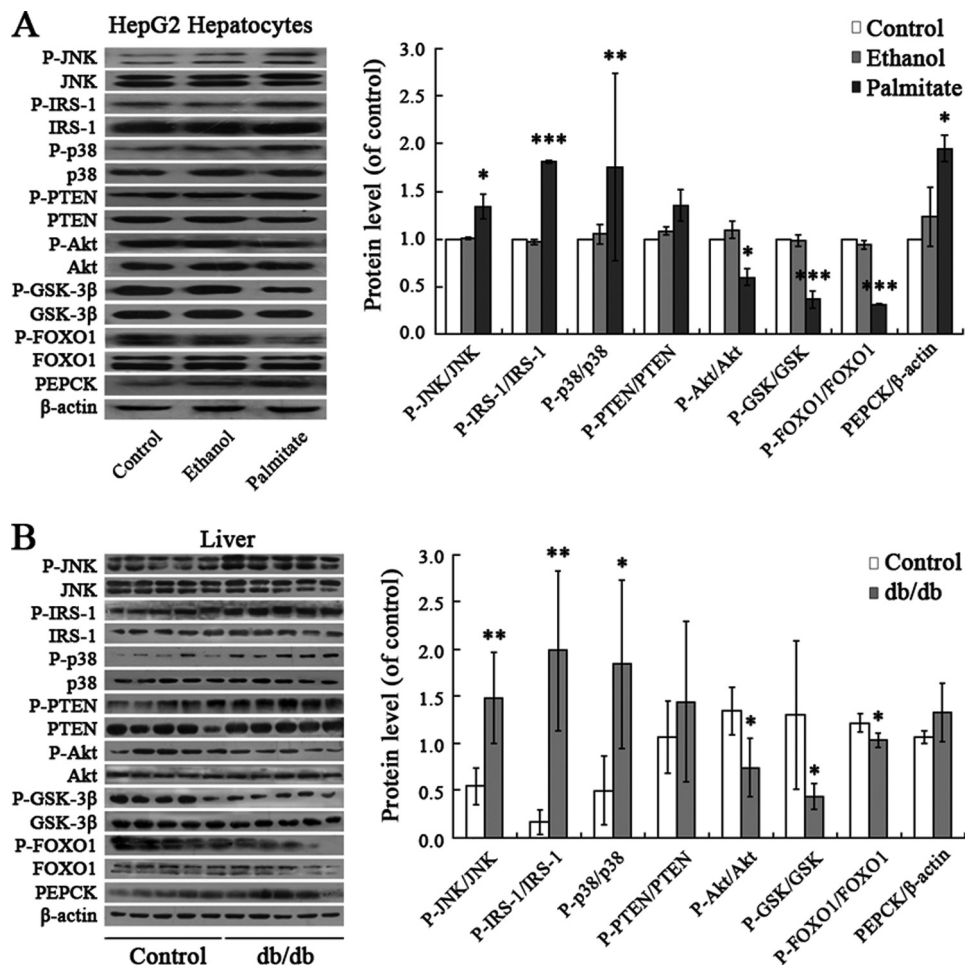 A
HepG2 Hepatocytes
P-JNK
JNK
P-IRS-1
IRS-1
P-p38
p38
P-PTEN
PTEN
P-Akt
Akt
P-GSK-3β
GSK-3β
P-FOXO1
FOXO1
PEPCK
β-actin
Control
Ethanol
Palmitate
Protein level (of control)
3.0
2.5
2.0
1.5
1.0
0.5
0.0
Control
Ethanol
Palmitate
*
***
**
*
***
***
*
P-JNK/JNK
P-IRS-1/IRS-1
P-p38/p38
P-PTEN/PTEN
P-Akt/Akt
P-GSK/GSK
P-FOXO1/FOXO1
PEPCK/β-actin
B
Liver
P-JNK
JNK
P-IRS-1
IRS-1
P-p38
p38
P-PTEN
PTEN
P-Akt
Akt
P-GSK-3β
GSK-3β
P-FOXO1
FOXO1
PEPCK
β-actin
Control
db/db
Protein level (of control)
3.0
2.5
2.0
1.5
1.0
0.5
0.0
Control
db/db
**
**
*
*
*
*
P-JNK/JNK
P-IRS-1/IRS-1
P-p38/p38
P-PTEN/PTEN
P-Akt/Akt
P-GSK/GSK
P-FOXO1/FOXO1
PEPCK/β-actin